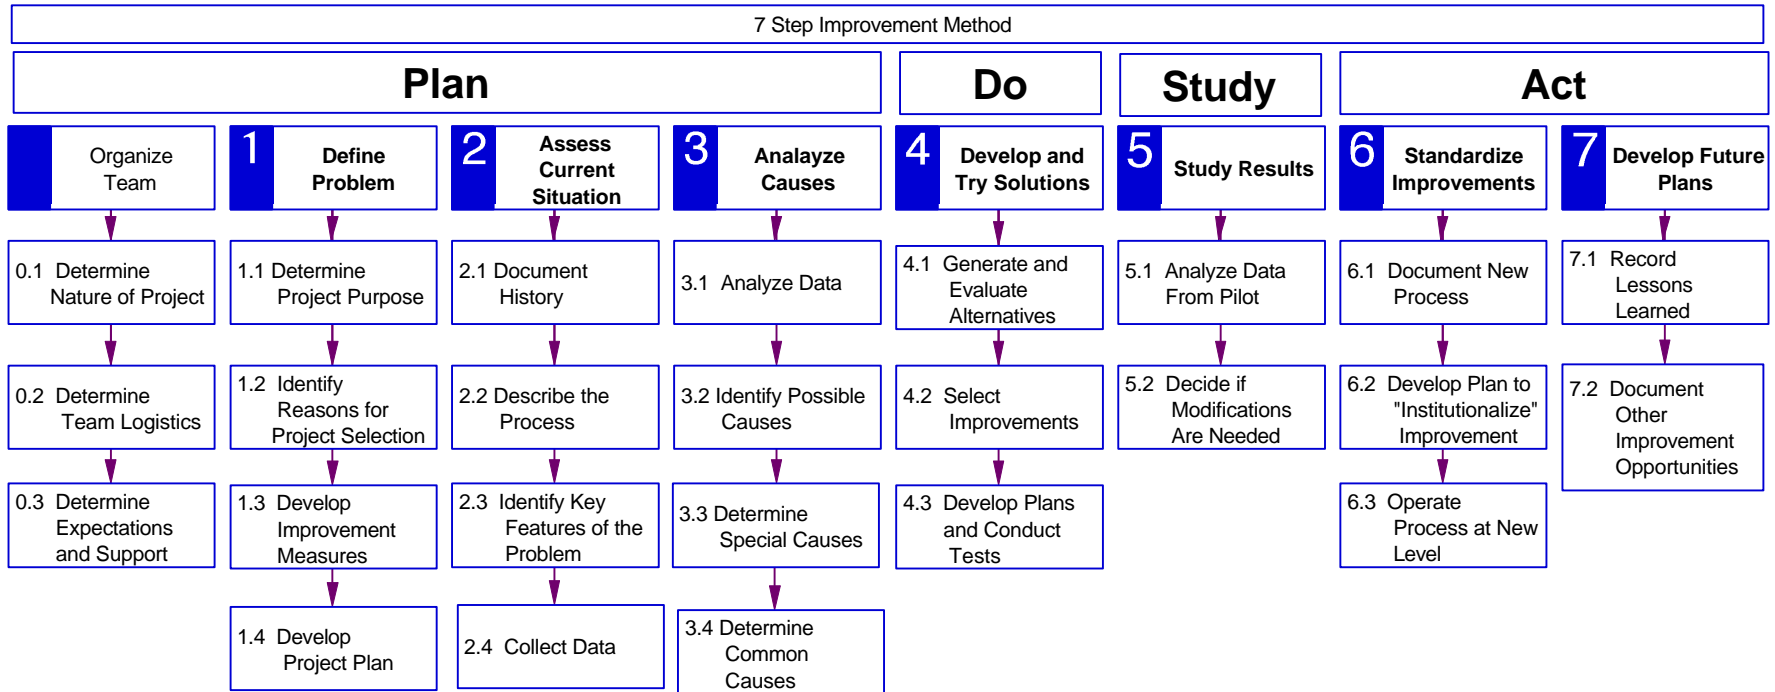 7 Step Improvement Method
Plan
Do
Study
Act
Organize
Team
1
Define
Problem
2
Assess
Current
Situation
3
Analayze
Causes
4
Develop and
Try Solutions
5
Study Results
6
Standardize
Improvements
7
Develop Future
Plans
0.1 Determine
Nature of Project
0.2 Determine
Team Logistics
0.3 Determine
Expectations
and Support
1.1 Determine
Project Purpose
1.2 Identify
Reasons for
Project Selection
1.3 Develop
Improvement
Measures
1.4 Develop
Project Plan
2.1 Document
History
2.2 Describe the
Process
2.3 Identify Key
Features of the
Problem
2.4 Collect Data
3.1 Analyze Data
3.2 Identify Possible
Causes
3.3 Determine
Special Causes
3.4 Determine
Common
Causes
4.1 Generate and
Evaluate
Alternatives
4.2 Select
Improvements
4.3 Develop Plans
and Conduct
Tests
5.1 Analyze Data
From Pilot
5.2 Decide if
Modifications
Are Needed
6.1 Document New
Process
6.2 Develop Plan to
"Institutionalize"
Improvement
6.3 Operate
Process at New
Level
7.1 Record
Lessons
Learned
7.2 Document
Other
Improvement
Opportunities